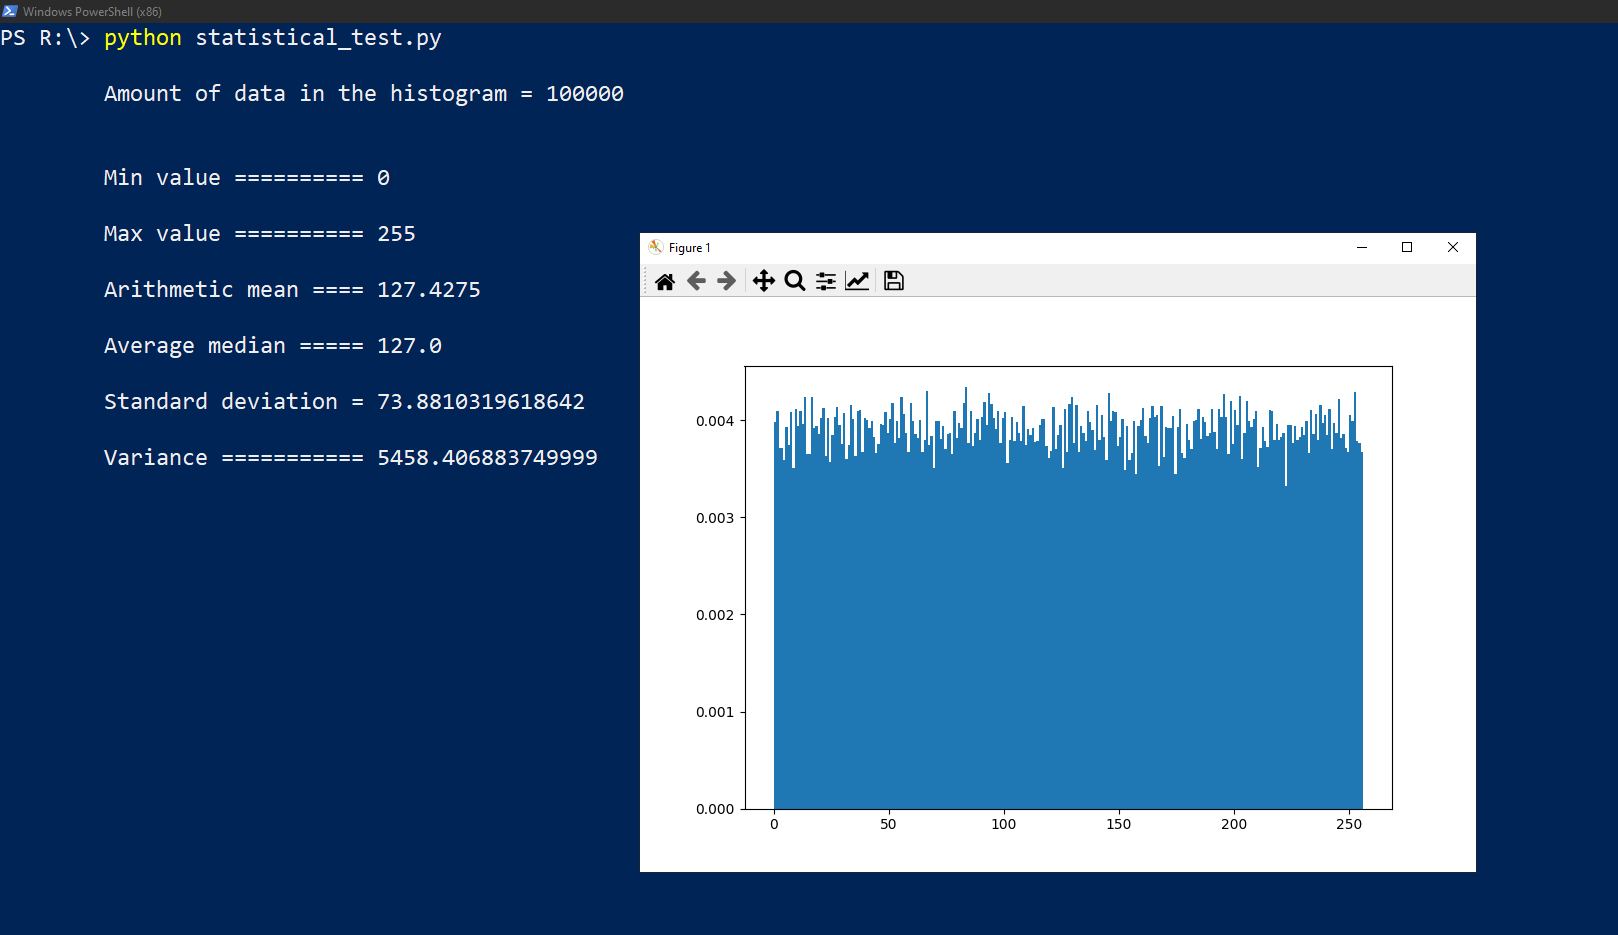 Windows PowerShell (x86)
PS R:\> python statistical_test.py
Amount of data in the histogram = 100000
Min value ========== 0
Max value ========== 255
Arithmetic mean ==== 127.4275
Average median ===== 127.0
Standard deviation = 73.8810319618642
Variance =========== 5458.406883749999
Figure 1
0.004
0.003
0.002
0.001
0.000
0 50 100 150 200 250